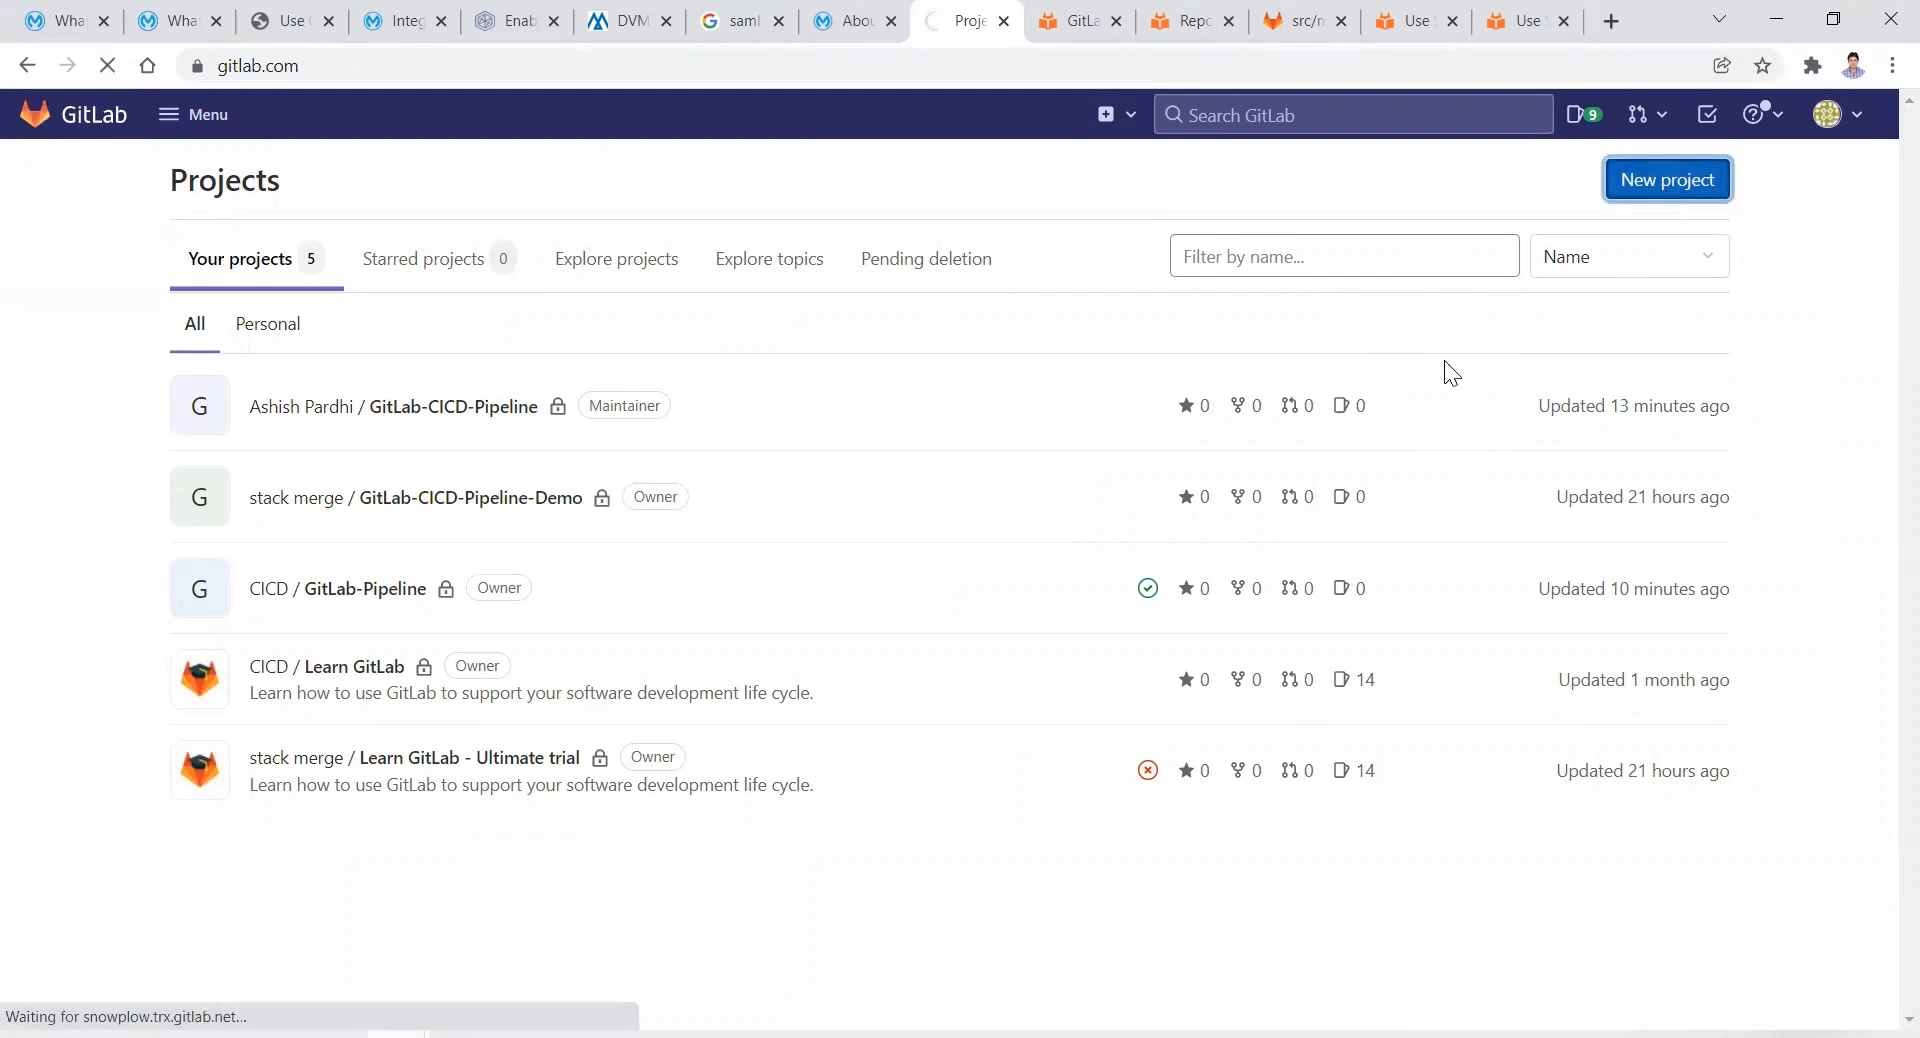 Wha
Wha
Use
Integ
Enab
DVM
saml
Abou
Proje
GitLa
Repo
src/n
Use
Use
gitlab.com
GitLab
Menu
Search GitLab
9
Projects
New project
Your projects 5
Starred projects 0
Explore projects
Explore topics
Pending deletion
Filter by name...
Name
All
Personal
G
Ashish Pardhi / GitLab-CICD-Pipeline
Maintainer
0 0 0 0
Updated 13 minutes ago
G
stack merge / GitLab-CICD-Pipeline-Demo
Owner
0 0 0 0
Updated 21 hours ago
G
CICD / GitLab-Pipeline
Owner
0 0 0 0
Updated 10 minutes ago
CICD / Learn GitLab
Owner
Learn how to use GitLab to support your software development life cycle.
0 0 0 14
Updated 1 month ago
stack merge / Learn GitLab - Ultimate trial
Owner
Learn how to use GitLab to support your software development life cycle.
0 0 0 14
Updated 21 hours ago
Waiting for snowplow.trx.gitlab.net...